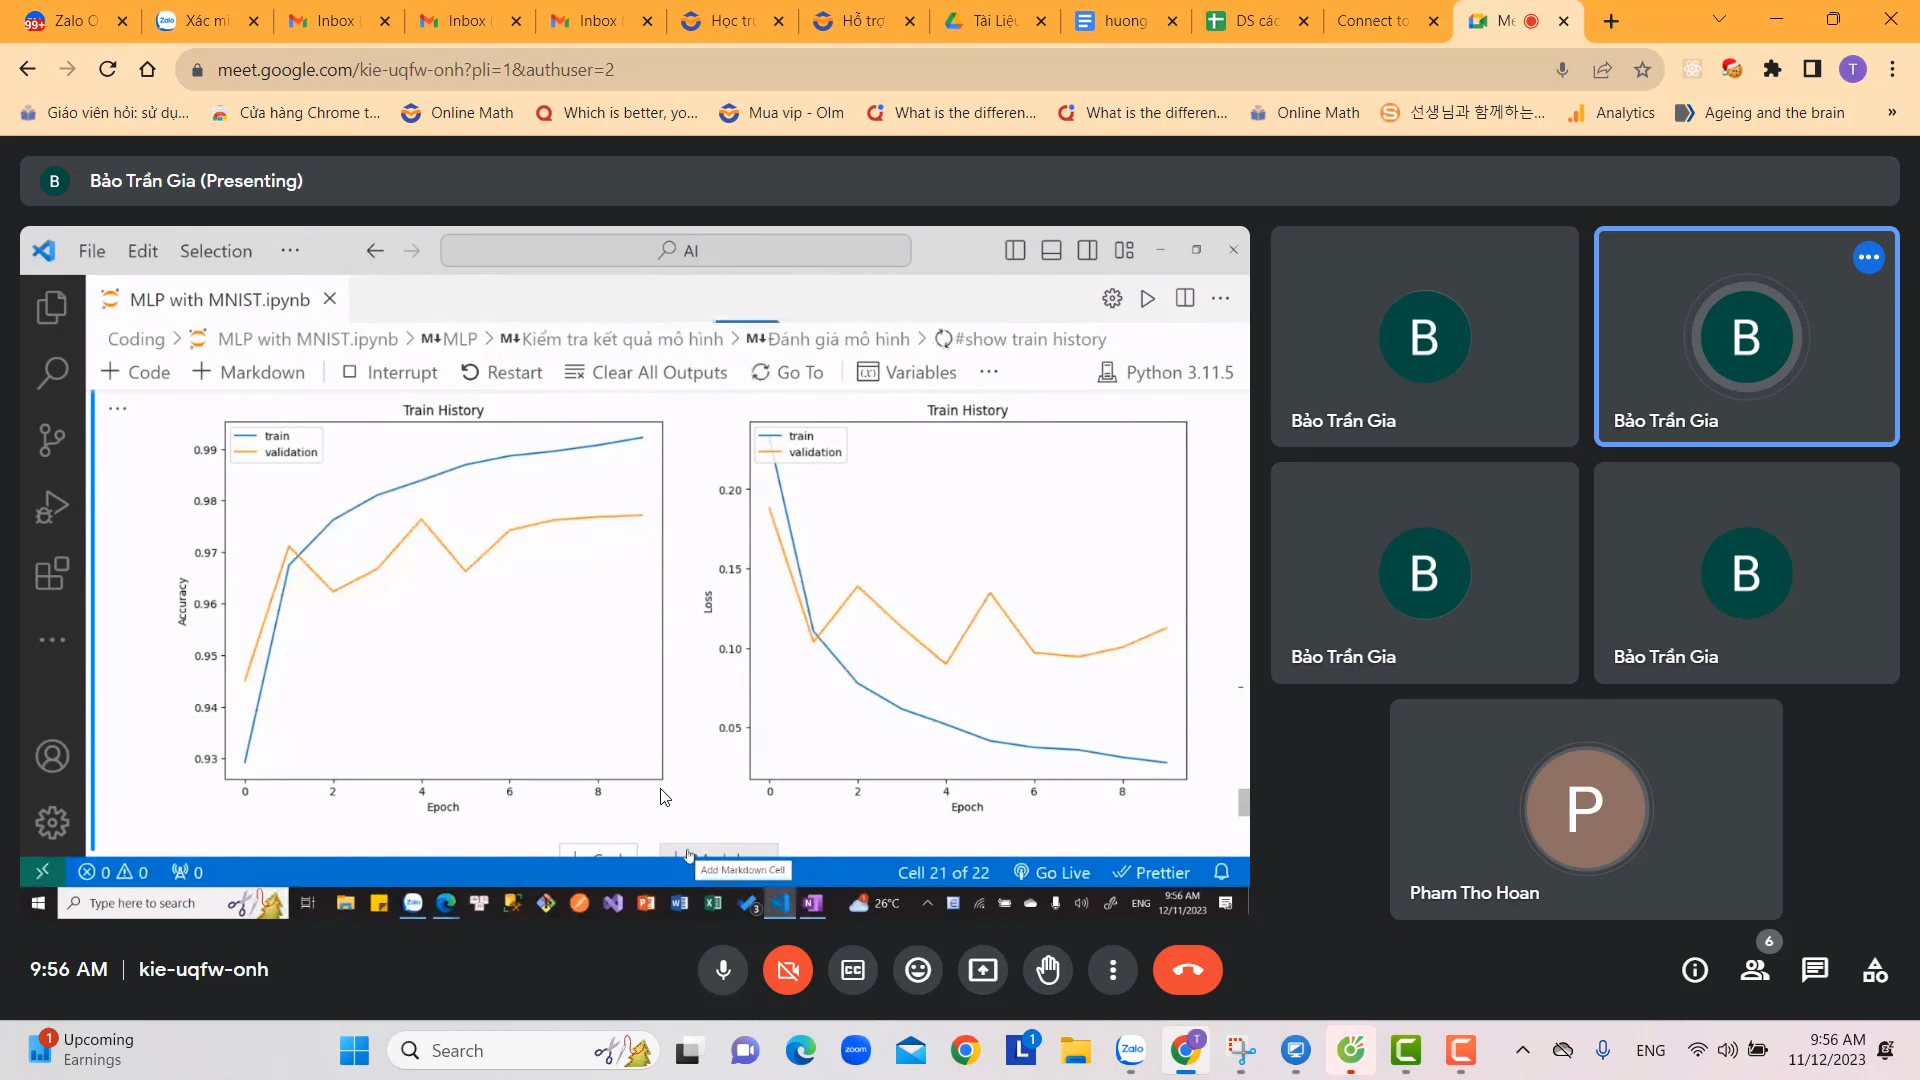 99+ Zalo O
Xác mi
Inbox (
Inbox (
Inbox (
Học trụ
Hỗ trợ
Tài Liệu
huong
DS các
Connect to
Me
meet.google.com/kie-uqfw-onh?pli=1&authuser=2
T
Giáo viên hỏi: sử dụ...
Cửa hàng Chrome t...
Online Math
Which is better, yo...
Mua vip - Olm
What is the differen...
What is the differen...
Online Math
선생님과 함께하는...
Analytics
Ageing and the brain
»
B Bảo Trần Gia (Presenting)
File Edit Selection ···
AI
MLP with MNIST.ipynb
Coding > MLP with MNIST.ipynb > M↓MLP > M↓Kiểm tra kết quả mô hình > M↓Đánh giá mô hình > #show train history
+ Code + Markdown Interrupt Restart Clear All Outputs Go To Variables ··· Python 3.11.5
Train History
train
validation
0.99
0.98
0.97
0.96
0.95
0.94
0.93
Accuracy
0 2 4 6 8
Epoch
Train History
train
validation
0.20
0.15
0.10
0.05
Loss
0 2 4 6 8
Epoch
Add Markdown Cell
0 0 0
Cell 21 of 22 Go Live Prettier
Type here to search
3
26°C
ENG
9:56 AM
12/11/2023
B
Bảo Trần Gia
B
Bảo Trần Gia
B
Bảo Trần Gia
B
Bảo Trần Gia
P
Pham Tho Hoan
9:56 AM | kie-uqfw-onh
CC
6
1
Upcoming
Earnings
Search
zoom
L
1
Zalo
T
ENG
9:56 AM
11/12/2023